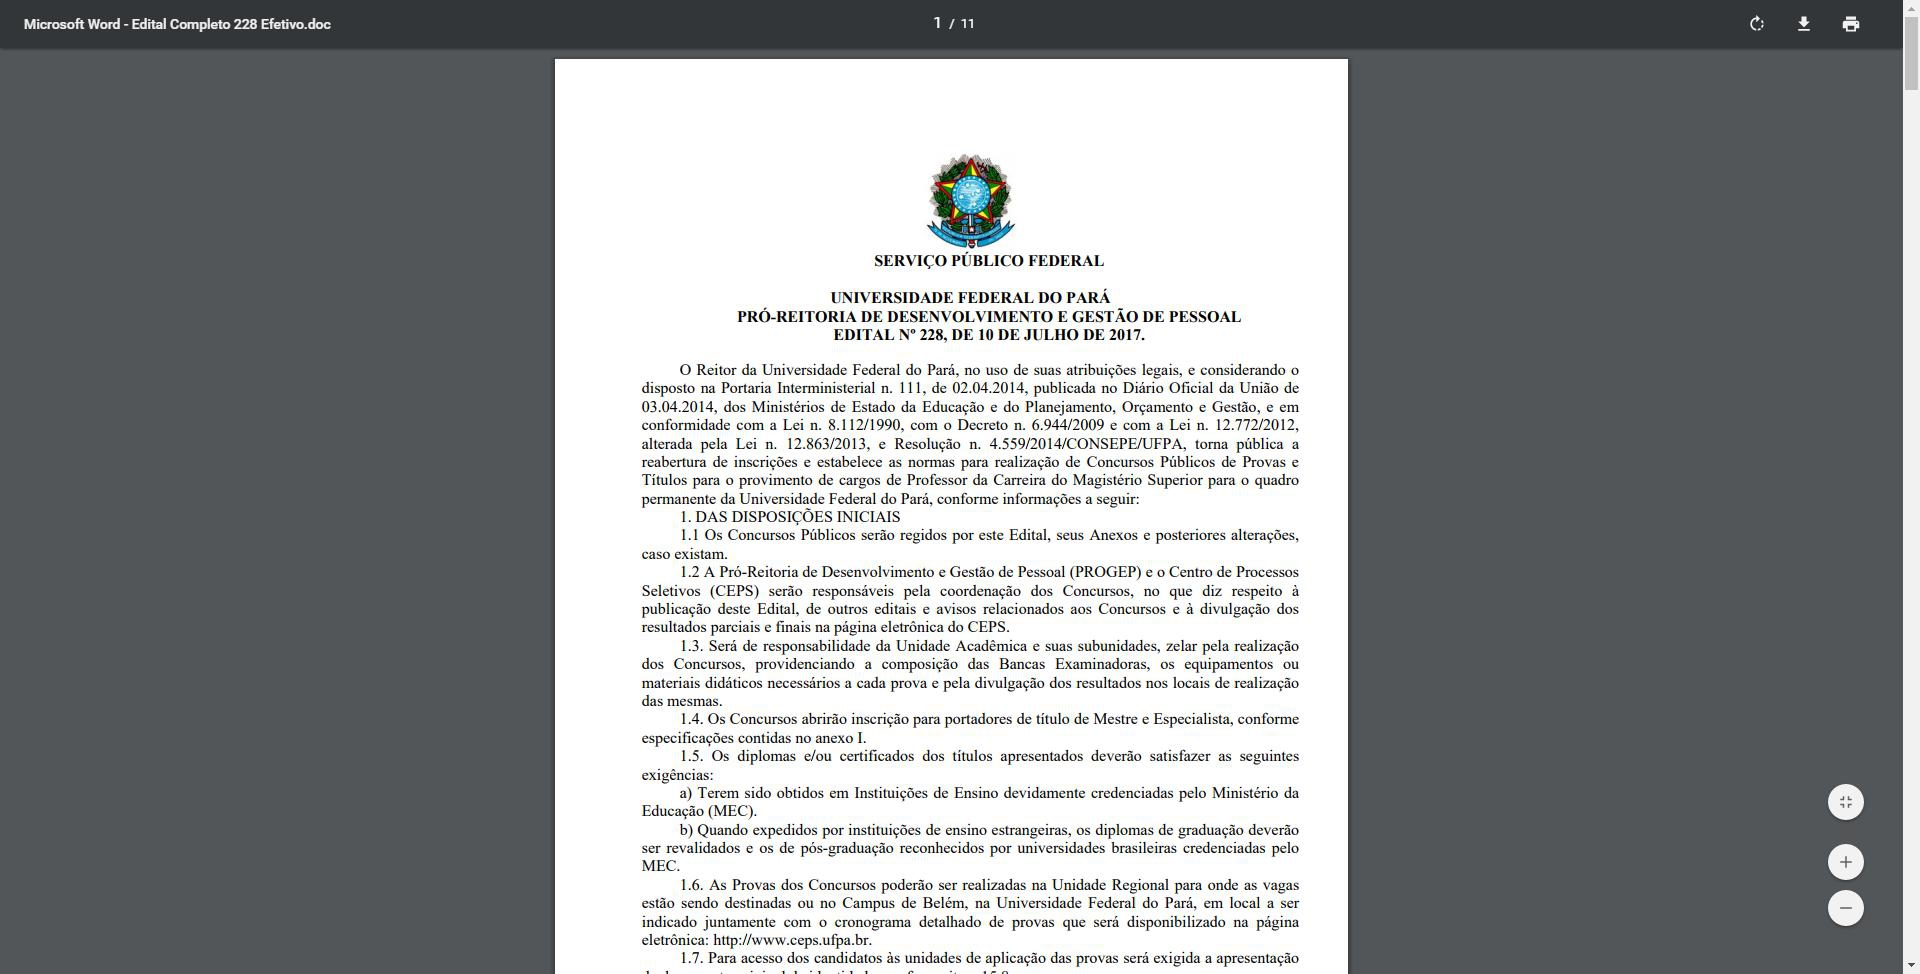 Microsoft Word - Edital Completo 228 Efetivo.doc
1 / 11
SERVIÇO PÚBLICO FEDERAL
UNIVERSIDADE FEDERAL DO PARÁ
PRÓ-REITORIA DE DESENVOLVIMENTO E GESTÃO DE PESSOAL
EDITAL Nº 228, DE 10 DE JULHO DE 2017.
O Reitor da Universidade Federal do Pará, no uso de suas atribuições legais, e considerando o
disposto na Portaria Interministerial n. 111, de 02.04.2014, publicada no Diário Oficial da União de
03.04.2014, dos Ministérios de Estado da Educação e do Planejamento, Orçamento e Gestão, e em
conformidade com a Lei n. 8.112/1990, com o Decreto n. 6.944/2009 e com a Lei n. 12.772/2012,
alterada pela Lei n. 12.863/2013, e Resolução n. 4.559/2014/CONSEPE/UFPA, torna pública a
reabertura de inscrições e estabelece as normas para realização de Concursos Públicos de Provas e
Títulos para o provimento de cargos de Professor da Carreira do Magistério Superior para o quadro
permanente da Universidade Federal do Pará, conforme informações a seguir:
1. DAS DISPOSIÇÕES INICIAIS
1.1 Os Concursos Públicos serão regidos por este Edital, seus Anexos e posteriores alterações,
caso existam.
1.2 A Pró-Reitoria de Desenvolvimento e Gestão de Pessoal (PROGEP) e o Centro de Processos
Seletivos (CEPS) serão responsáveis pela coordenação dos Concursos, no que diz respeito à
publicação deste Edital, de outros editais e avisos relacionados aos Concursos e à divulgação dos
resultados parciais e finais na página eletrônica do CEPS.
1.3. Será de responsabilidade da Unidade Acadêmica e suas subunidades, zelar pela realização
dos Concursos, providenciando a composição das Bancas Examinadoras, os equipamentos ou
materiais didáticos necessários a cada prova e pela divulgação dos resultados nos locais de realização
das mesmas.
1.4. Os Concursos abrirão inscrição para portadores de título de Mestre e Especialista, conforme
especificações contidas no anexo I.
1.5. Os diplomas e/ou certificados dos títulos apresentados deverão satisfazer as seguintes
exigências:
a) Terem sido obtidos em Instituições de Ensino devidamente credenciadas pelo Ministério da
Educação (MEC).
b) Quando expedidos por instituições de ensino estrangeiras, os diplomas de graduação deverão
ser revalidados e os de pós-graduação reconhecidos por universidades brasileiras credenciadas pelo
MEC.
1.6. As Provas dos Concursos poderão ser realizadas na Unidade Regional para onde as vagas
estão sendo destinadas ou no Campus de Belém, na Universidade Federal do Pará, em local a ser
indicado juntamente com o cronograma detalhado de provas que será disponibilizado na página
eletrônica: http://www.ceps.ufpa.br.
1.7. Para acesso dos candidatos às unidades de aplicação das provas será exigida a apresentação